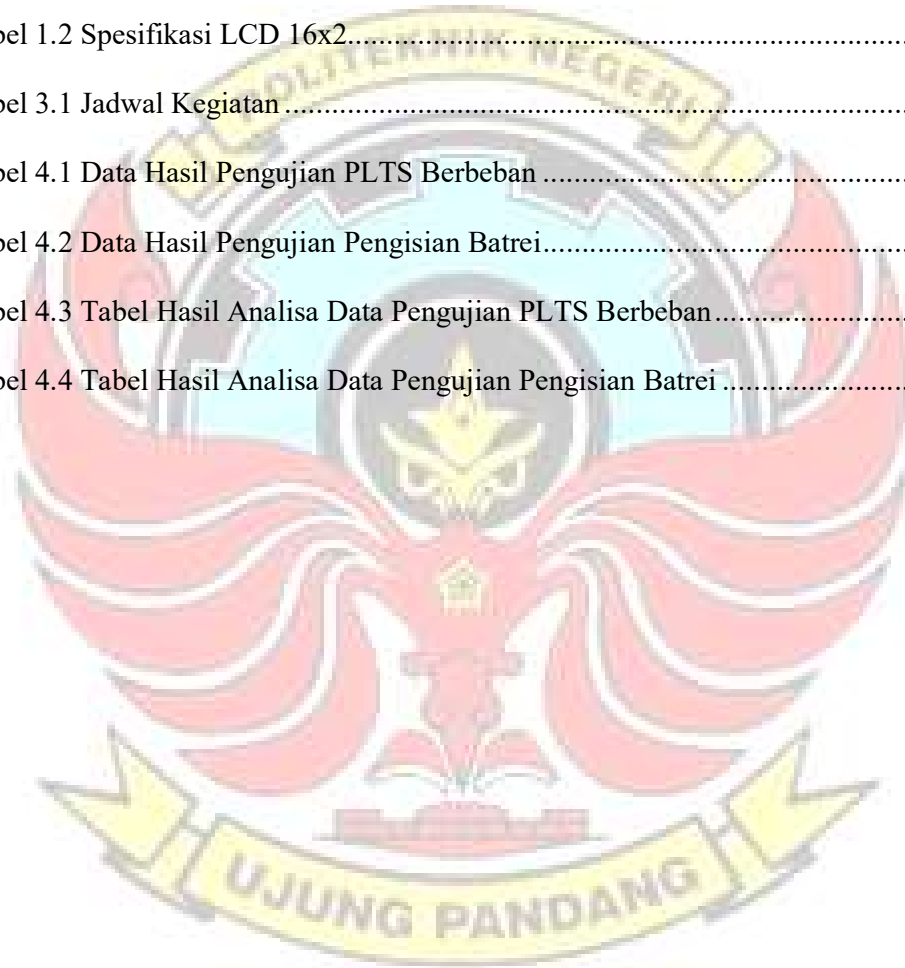 bel 1.2 Spesifikasi LCD 16x2......................................................................
bel 3.1 Jadwal Kegiatan..............................................................................
bel 4.1 Data Hasil Pengujian PLTS Berbeban..............................................
bel 4.2 Data Hasil Pengujian Pengisian Batrei..............................................
bel 4.3 Tabel Hasil Analisa Data Pengujian PLTS Berbeban........................
bel 4.4 Tabel Hasil Analisa Data Pengujian Pengisian Batrei.......................
POLITEKHNIK NEGERI
UJUNG PANDANG